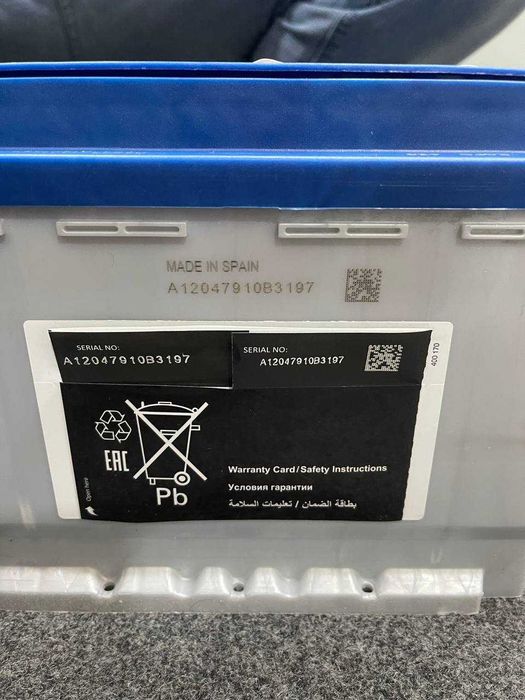 MADE IN SPAIN
A12047910B3197
SERIAL NO:
A12047910B3197
SERIAL NO:
A12047910B3197
400 170
EAC
Pb
Open here
Warranty Card/Safety Instructions
Условия гарантии
بطاقة الضمان / تعليمات السلامة